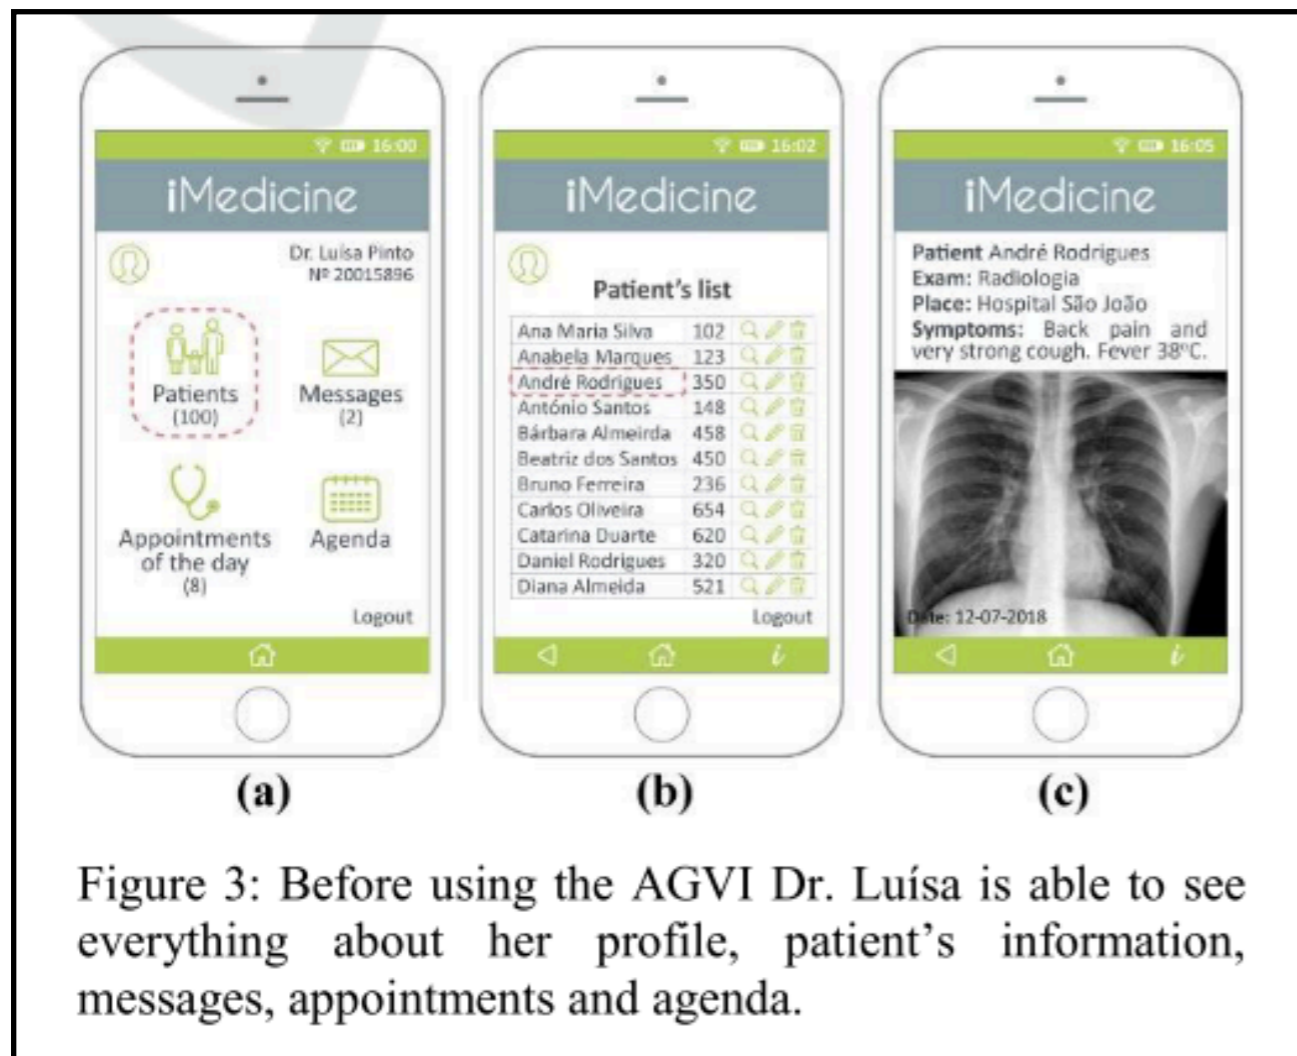 16:00
iMedicine
Dr. Luísa Pinto
Nº 20015896
Patients
(100)
Messages
(2)
Appointments
of the day
(8)
Agenda
Logout
(a)
16:02
iMedicine
Patient's list
Ana Maria Silva 102
Anabela Marques 123
André Rodrigues 350
António Santos 148
Bárbara Almeirda 458
Beatriz dos Santos 450
Bruno Ferreira 236
Carlos Oliveira 654
Catarina Duarte 620
Daniel Rodrigues 320
Diana Almeida 521
Logout
i
(b)
16:05
iMedicine
Patient André Rodrigues
Exam: Radiologia
Place: Hospital São João
Symptoms: Back pain and
very strong cough. Fever 38ºC.
Date: 12-07-2018
i
(c)
Figure 3: Before using the AGVI Dr. Luísa is able to see
everything about her profile, patient's information,
messages, appointments and agenda.